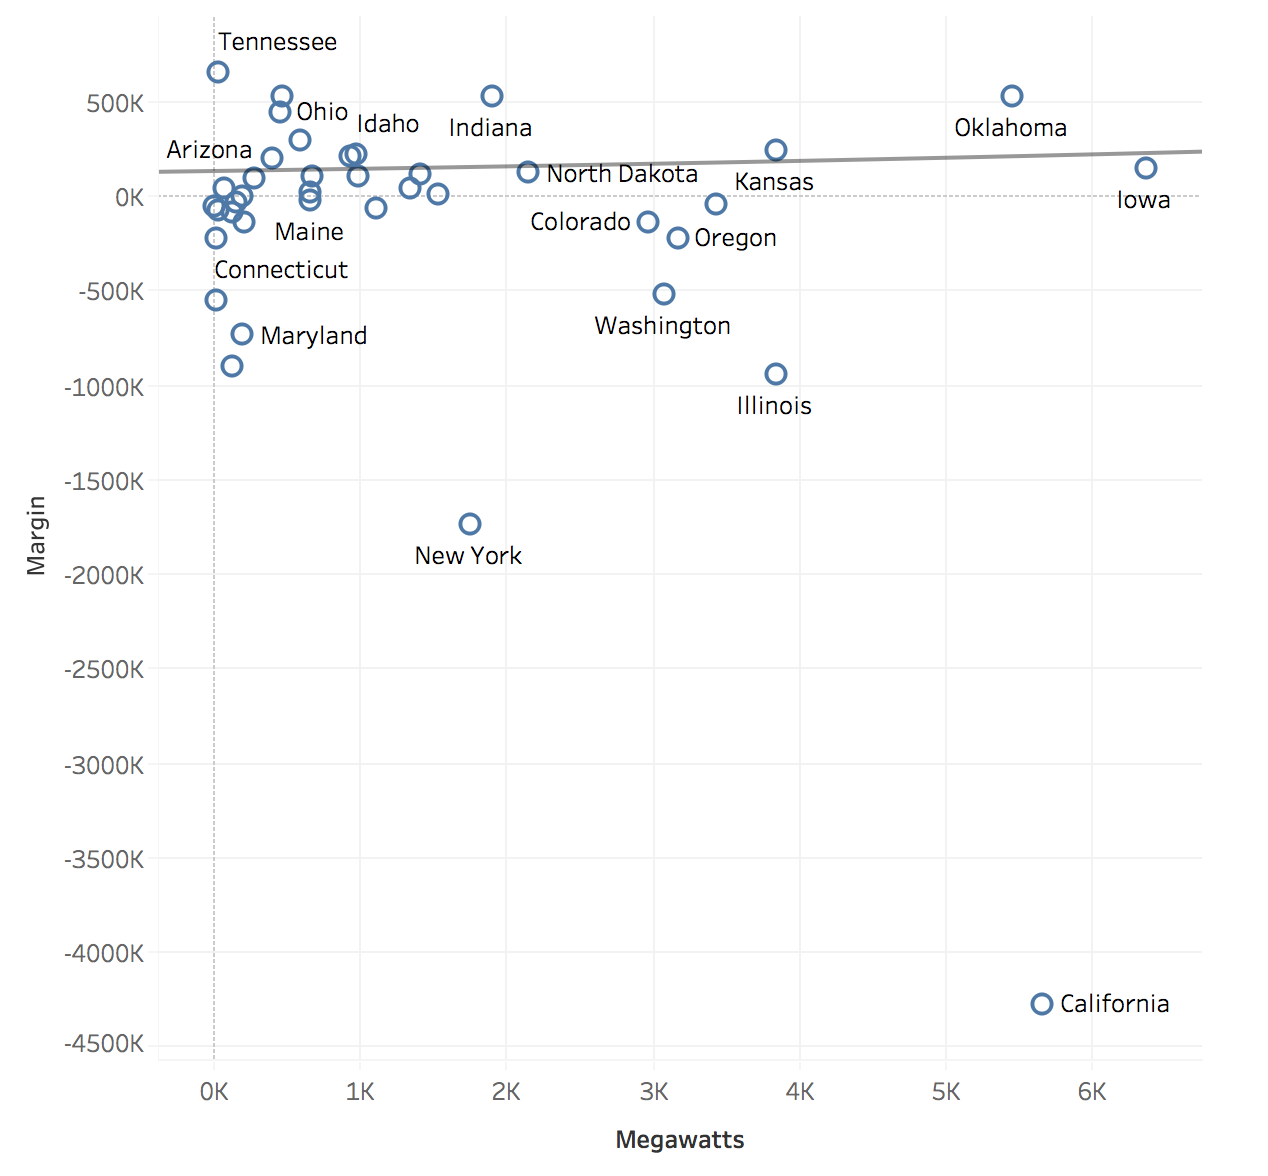 Tennessee
500K
Ohio
Idaho
Indiana
Oklahoma
Arizona
North Dakota
Kansas
0K
Iowa
Maine
Colorado
Oregon
Connecticut
-500K
Washington
Maryland
-1000K
Illinois
-1500K
Margin
New York
-2000K
-2500K
-3000K
-3500K
-4000K
California
-4500K
0K
1K
2K
3K
4K
5K
6K
Megawatts